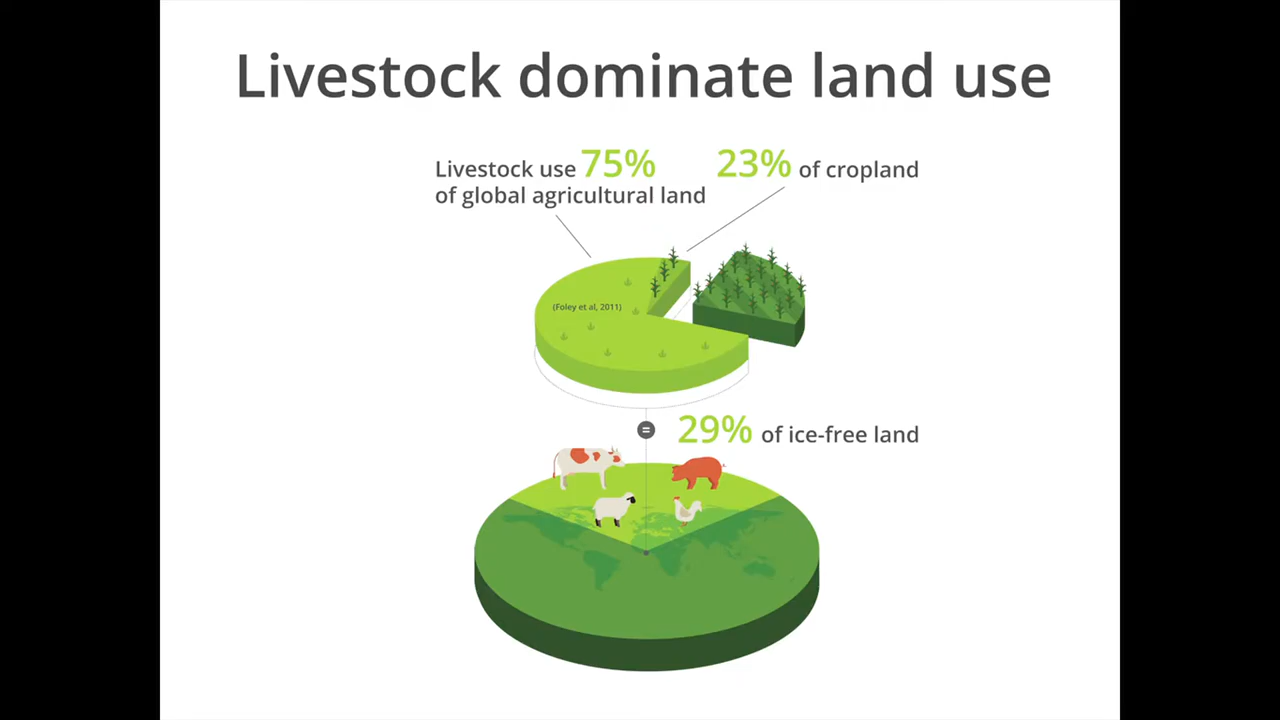 Livestock dominate land use
Livestock use 75%
of global agricultural land
23% of cropland
(Foley et al, 2011)
= 29% of ice-free land